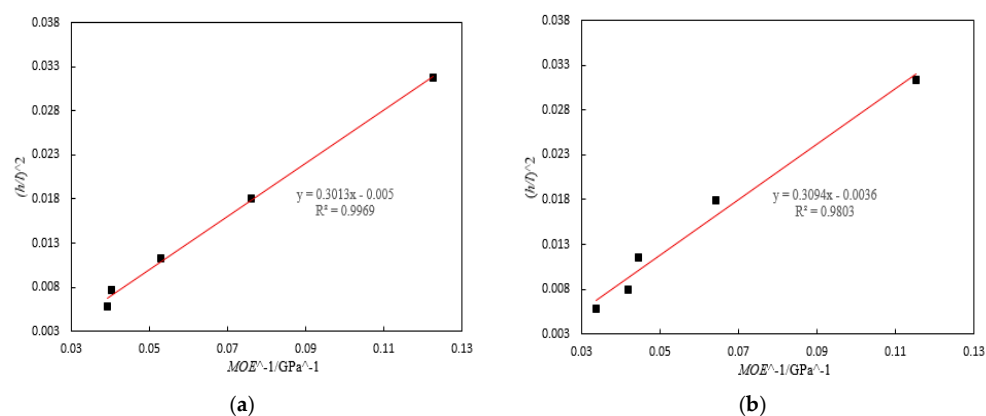 0.038
0.033
0.028
0.023
0.018
0.013
0.008
0.003
(h/l)^2
y = 0.3013x - 0.005
R² = 0.9969
0.03 0.05 0.07 0.09 0.11 0.13
MOE^-1/GPa^-1
(a)
0.038
0.033
0.028
0.023
0.018
0.013
0.008
0.003
(h/l)^2
y = 0.3094x - 0.0036
R² = 0.9803
0.03 0.05 0.07 0.09 0.11 0.13
MOE^-1/GPa^-1
(b)